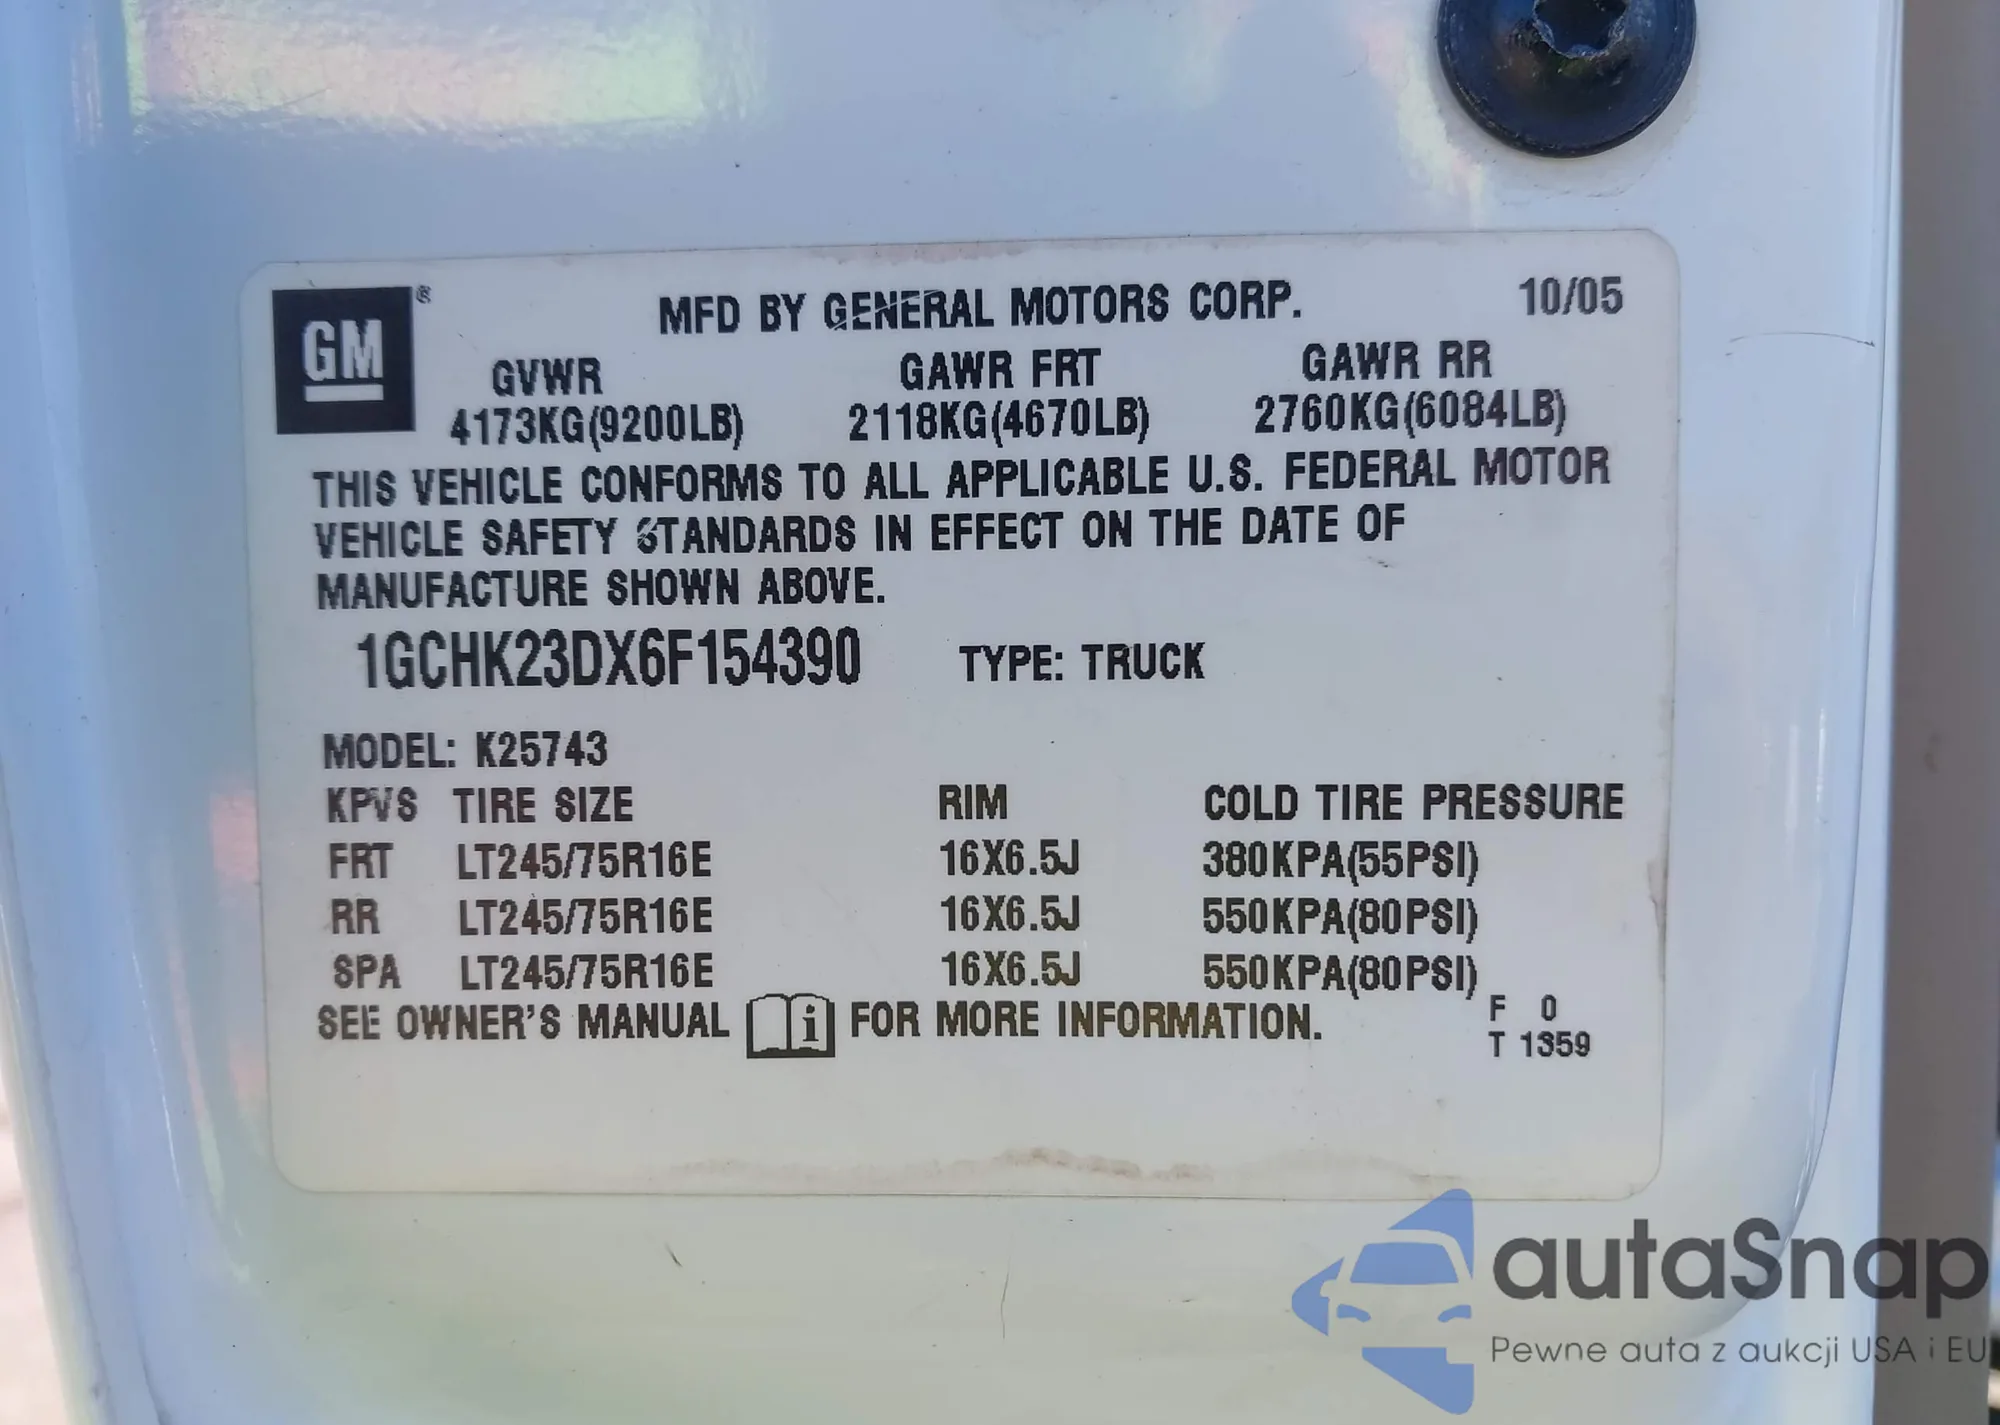 GM ®
MFD BY GENERAL MOTORS CORP. 10/05
GVWR GAWR FRT GAWR RR
4173KG(9200LB) 2118KG(4670LB) 2760KG(6084LB)
THIS VEHICLE CONFORMS TO ALL APPLICABLE U.S. FEDERAL MOTOR
VEHICLE SAFETY STANDARDS IN EFFECT ON THE DATE OF
MANUFACTURE SHOWN ABOVE.
1GCHK23DX6F154390 TYPE: TRUCK
MODEL: K25743
KPVS TIRE SIZE RIM COLD TIRE PRESSURE
FRT LT245/75R16E 16X6.5J 380KPA(55PSI)
RR LT245/75R16E 16X6.5J 550KPA(80PSI)
SPA LT245/75R16E 16X6.5J 550KPA(80PSI)
SEE OWNER'S MANUAL i FOR MORE INFORMATION.
F 0
T 1359
autaSnap
Pewne auta z aukcji USA i EU